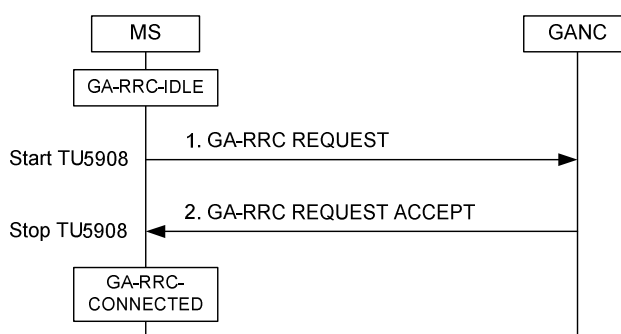 MS
GANC
GA-RRC-IDLE
1. GA-RRC REQUEST
Start TU5908
2. GA-RRC REQUEST ACCEPT
Stop TU5908
GA-RRC-
CONNECTED